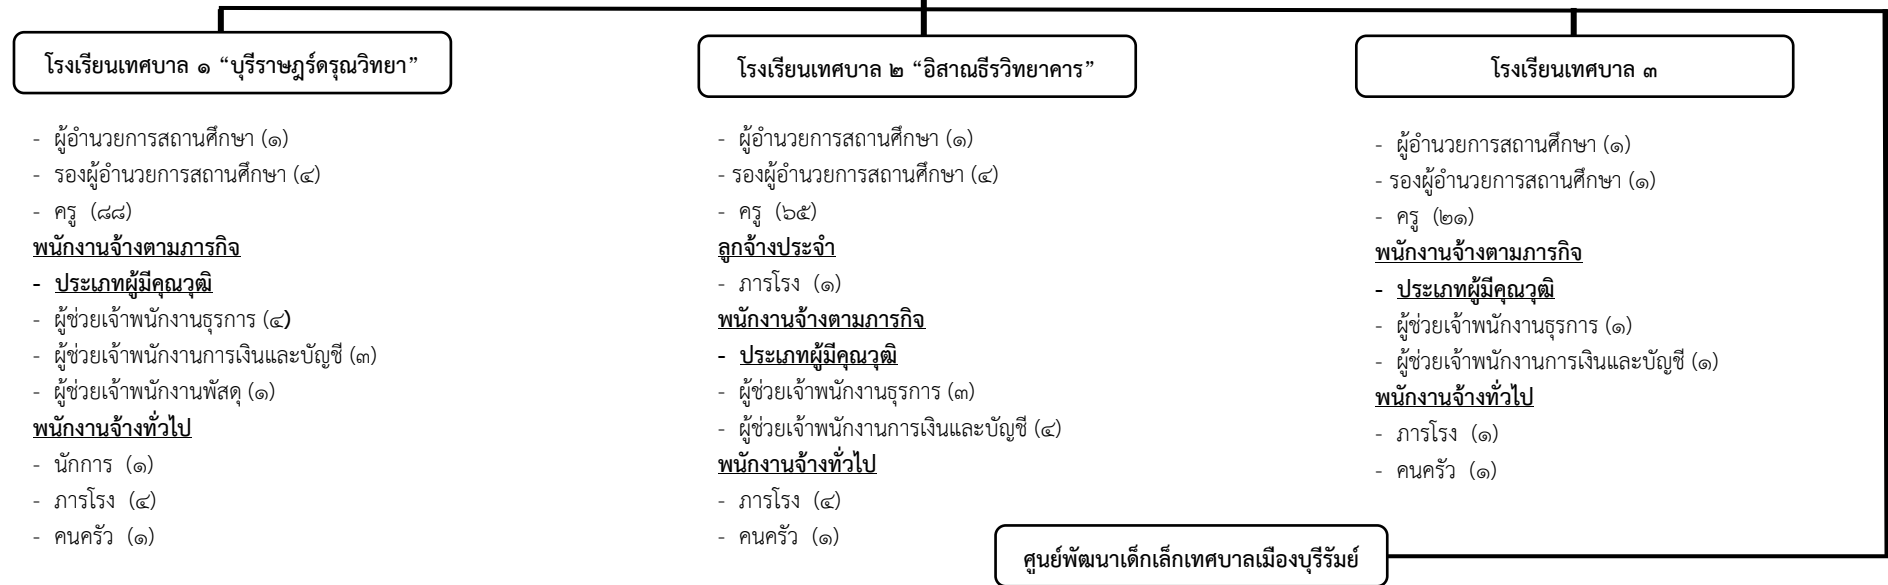 โรงเรียนเทศบาล ๑ “บุรีราษฎร์ดรุณวิทยา”
- ผู้อำนวยการสถานศึกษา (๑)
- รองผู้อำนวยการสถานศึกษา (๔)
- ครู (๘๘)
พนักงานจ้างตามภารกิจ
- ประเภทผู้มีคุณวุฒิ
- ผู้ช่วยเจ้าพนักงานธุรการ (๔)
- ผู้ช่วยเจ้าพนักงานการเงินและบัญชี (๓)
- ผู้ช่วยเจ้าพนักงานพัสดุ (๑)
พนักงานจ้างทั่วไป
- นักการ (๑)
- ภารโรง (๔)
- คนครัว (๑)
โรงเรียนเทศบาล ๒ “อิสาณธีรวิทยาคาร”
- ผู้อำนวยการสถานศึกษา (๑)
- รองผู้อำนวยการสถานศึกษา (๔)
- ครู (๖๕)
ลูกจ้างประจำ
- ภารโรง (๑)
พนักงานจ้างตามภารกิจ
- ประเภทผู้มีคุณวุฒิ
- ผู้ช่วยเจ้าพนักงานธุรการ (๓)
- ผู้ช่วยเจ้าพนักงานการเงินและบัญชี (๔)
พนักงานจ้างทั่วไป
- ภารโรง (๔)
- คนครัว (๑)
โรงเรียนเทศบาล ๓
- ผู้อำนวยการสถานศึกษา (๑)
- รองผู้อำนวยการสถานศึกษา (๑)
- ครู (๒๑)
พนักงานจ้างตามภารกิจ
- ประเภทผู้มีคุณวุฒิ
- ผู้ช่วยเจ้าพนักงานธุรการ (๑)
- ผู้ช่วยเจ้าพนักงานการเงินและบัญชี (๑)
พนักงานจ้างทั่วไป
- ภารโรง (๑)
- คนครัว (๑)
ศูนย์พัฒนาเด็กเล็กเทศบาลเมืองบุรีรัมย์